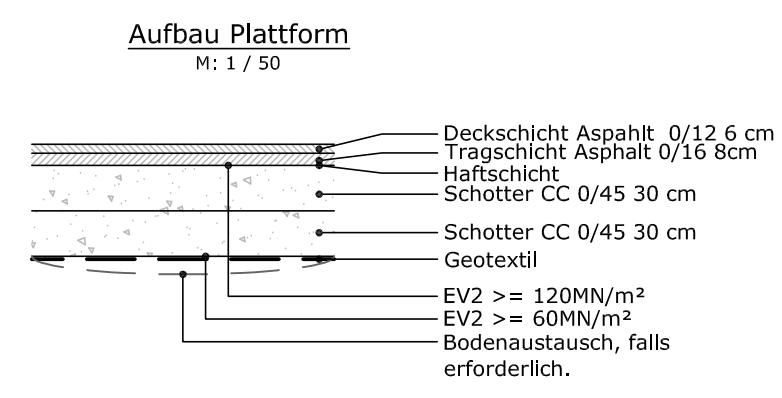 Aufbau Plattform
M: 1 / 50
Deckschicht Aspahlt 0/12 6 cm
Tragschicht Asphalt 0/16 8cm
Haftschicht
Schotter CC 0/45 30 cm
Schotter CC 0/45 30 cm
Geotextil
EV2 >= 120MN/m²
EV2 >= 60MN/m²
Bodenaustausch, falls
erforderlich.